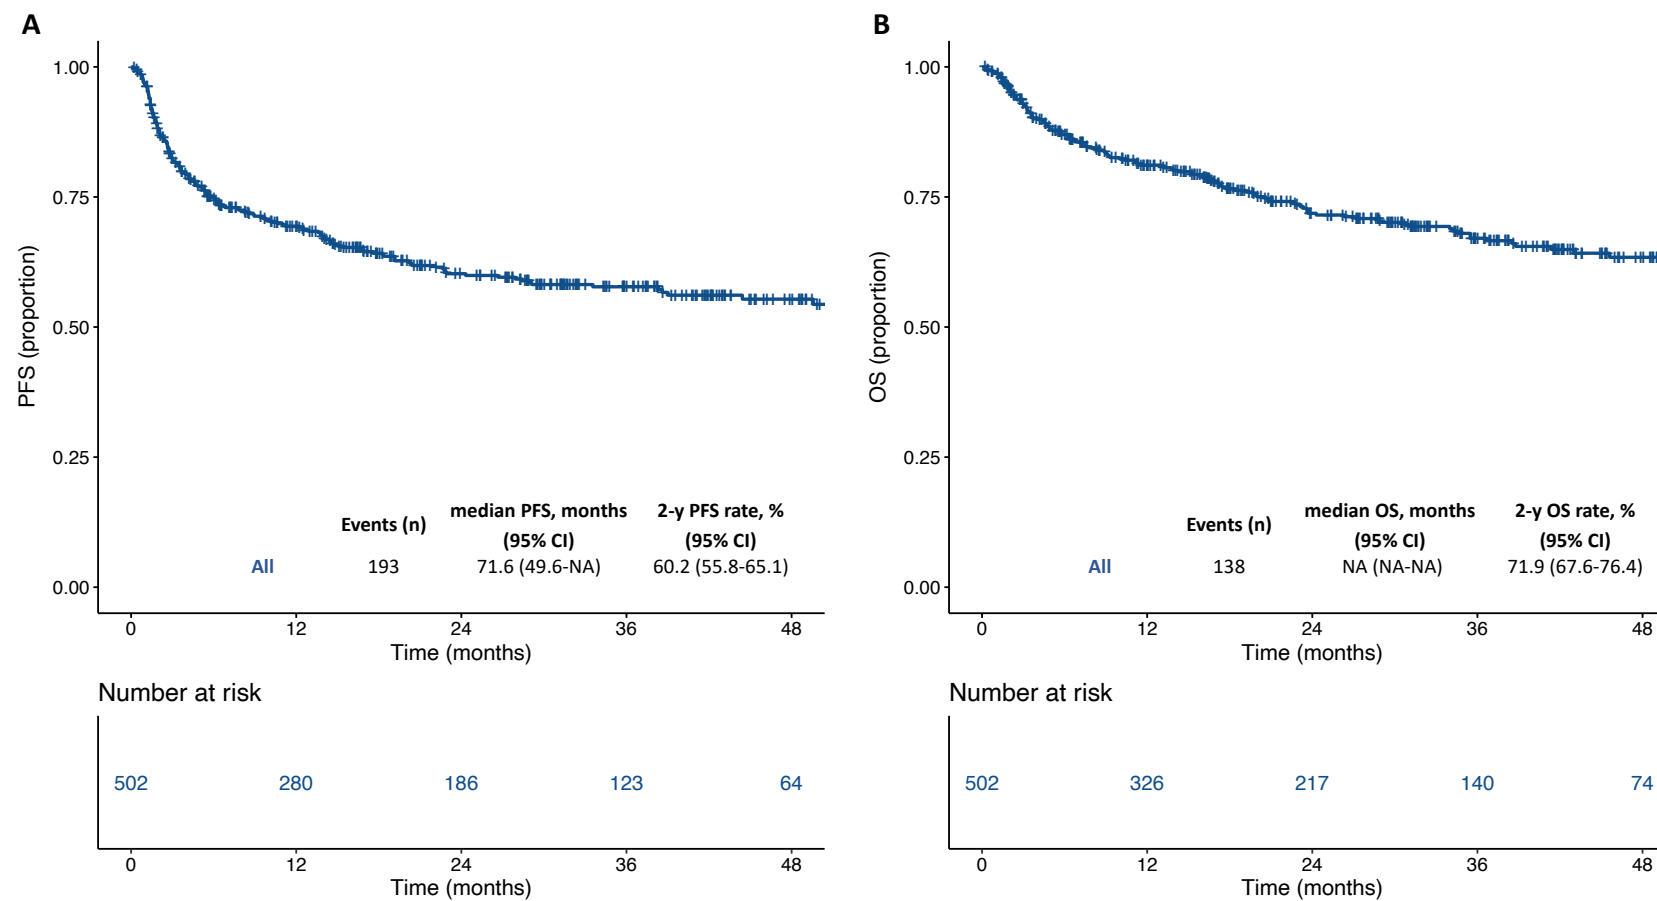 A
PFS (proportion)
1.00
0.75
0.50
0.25
0.00
Events (n)
median PFS, months
(95% CI)
2-y PFS rate, %
(95% CI)
All 193 71.6 (49.6-NA) 60.2 (55.8-65.1)
0 12 24 36 48
Time (months)
Number at risk
502 280 186 123 64
0 12 24 36 48
Time (months)
B
OS (proportion)
1.00
0.75
0.50
0.25
0.00
Events (n)
median OS, months
(95% CI)
2-y OS rate, %
(95% CI)
All 138 NA (NA-NA) 71.9 (67.6-76.4)
0 12 24 36 48
Time (months)
Number at risk
502 326 217 140 74
0 12 24 36 48
Time (months)